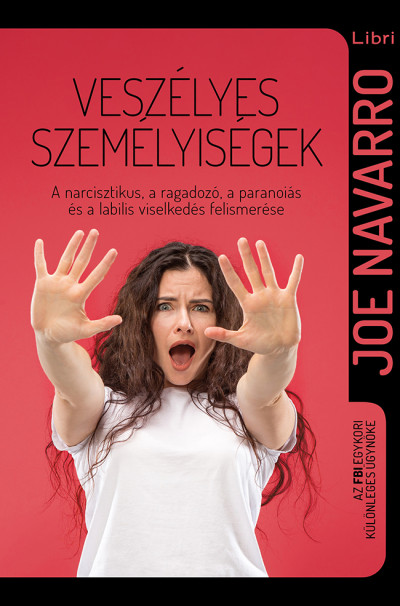 Libri
VESZÉLYES
SZEMÉLYISÉGEK
A narcisztikus, a ragadozó, a paranoiás
és a labilis viselkedés felismerése
JOE NAVARRO
AZ FBI EGYKORI
KÜLÖNLEGES ÜGYNÖKE